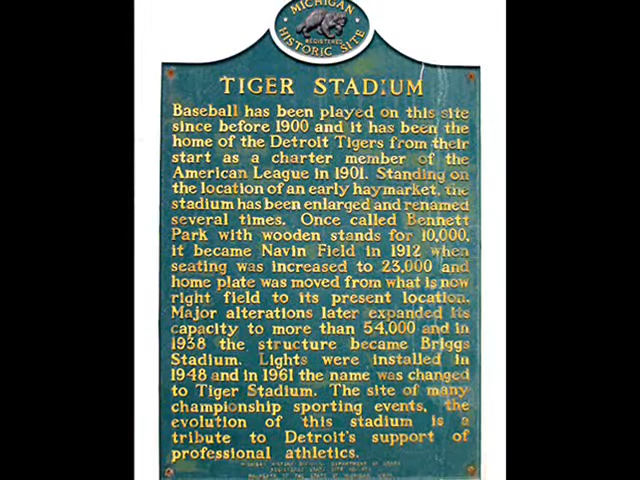 MICHIGAN
REGISTERED
HISTORIC SITE
TIGER STADIUM
Baseball has been played on this site
since before 1900 and it has been the
home of the Detroit Tigers from their
start as a charter member of the
American League in 1901. Standing on
the location of an early haymarket, the
stadium has been enlarged and renamed
several times. Once called Bennett
Park with wooden stands for 10,000,
it became Navin Field in 1912 when
seating was increased to 23,000 and
home plate was moved from what is now
right field to its present location.
Major alterations later expanded its
capacity to more than 54,000 and in
1938 the structure became Briggs
Stadium. Lights were installed in
1948 and in 1961 the name was changed
to Tiger Stadium. The site of many
championship sporting events, the
evolution of this stadium is a
tribute to Detroit's support of
professional athletics.
MICHIGAN HISTORY DIVISION, DEPARTMENT OF STATE